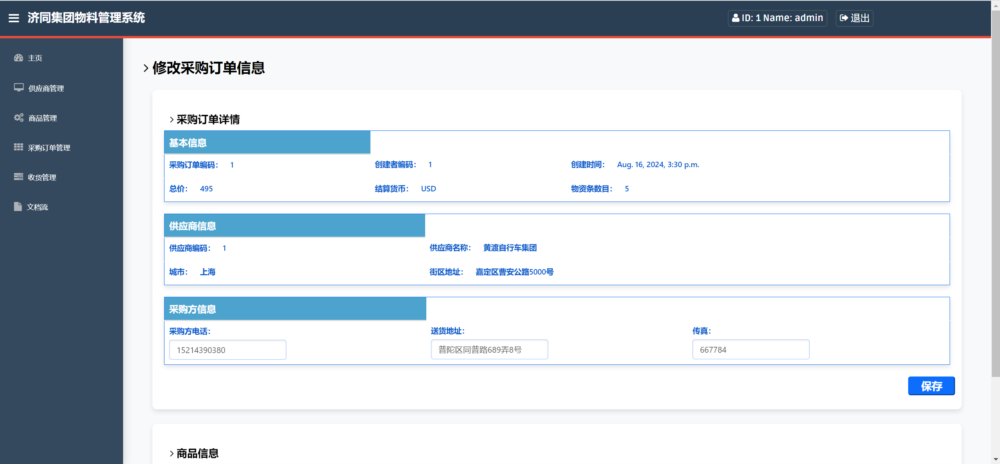 济同集团物料管理系统
ID: 1 Name: admin
退出
主页
供应商管理
商品管理
采购订单管理
收货管理
文档流
修改采购订单信息
采购订单详情
基本信息
采购订单编码： 1 创建者编码： 1 创建时间： Aug. 16, 2024, 3:30 p.m.
总价： 495 结算货币： USD 物资条数目： 5
供应商信息
供应商编码： 1 供应商名称： 黄渡自行车集团
城市： 上海 街区地址： 嘉定区曹安公路5000号
采购方信息
采购方电话： 送货地址： 传真：
15214390380 普陀区同普路689弄8号 667784
保存
商品信息